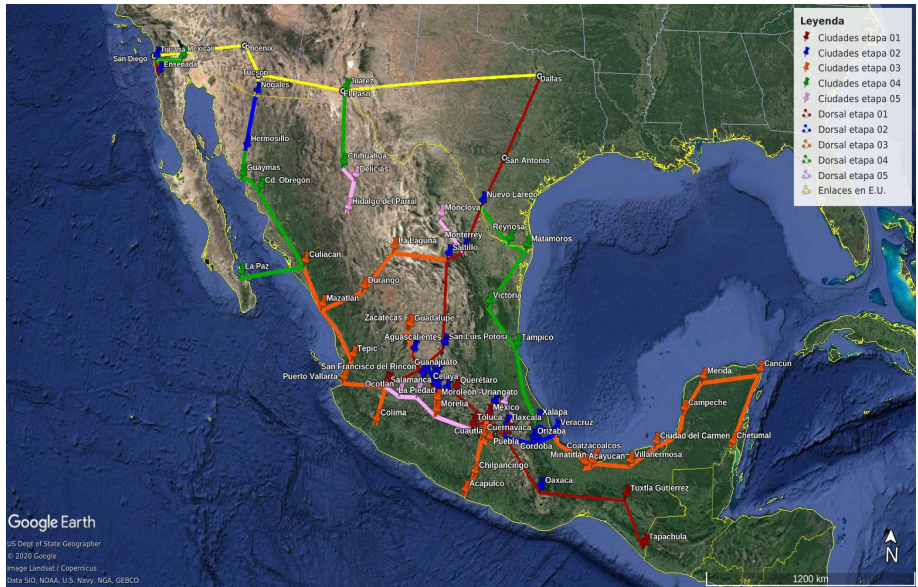 Leyenda
Ciudades etapa 01
Ciudades etapa 02
Ciudades etapa 03
Ciudades etapa 04
Ciudades etapa 05
Dorsal etapa 01
Dorsal etapa 02
Dorsal etapa 03
Dorsal etapa 04
Dorsal etapa 05
Enlaces en E.U.
Tijuana
Mexicali
Phoenix
San Diego
Ensenada
Tucson
Nogales
Juarez
El Paso
Dallas
Hermosillo
Chihuahua
San Antonio
Guaymas
Delicias
Cd. Obregón
Nuevo Laredo
Hidalgo del Parral
Monclova
Reynosa
Monterrey
Matamoros
La Laguna
Saltillo
Culiacan
La Paz
Durango
Mazatlán
Victoria
Zacatecas
Guadalupe
Aguascalientes
San Luis Potosí
Tampico
Tepic
Guanajuato
San Francisco del Rincon
Cancún
Merida
Puerto Vallarta
Celaya
Ocotlán
Salamanca
Querétaro
La Piedad
Moroleón-Uriangato
Morelia
México
Campeche
Colima
Toluca
Tlaxcala
Xalapa
Veracruz
Cuautla
Cuernavaca
Orizaba
Puebla
Cordoba
Coatzacoalcos
Ciudad del Carmen
Chetumal
Minatitlán
Acayucan
Villahermosa
Chilpancingo
Acapulco
Oaxaca
Tuxtla Gutiérrez
Tapachula
Google Earth
US Dept of State Geographer
© 2020 Google
Image Landsat / Copernicus
Data SIO, NOAA, U.S. Navy, NGA, GEBCO
N
1200 km